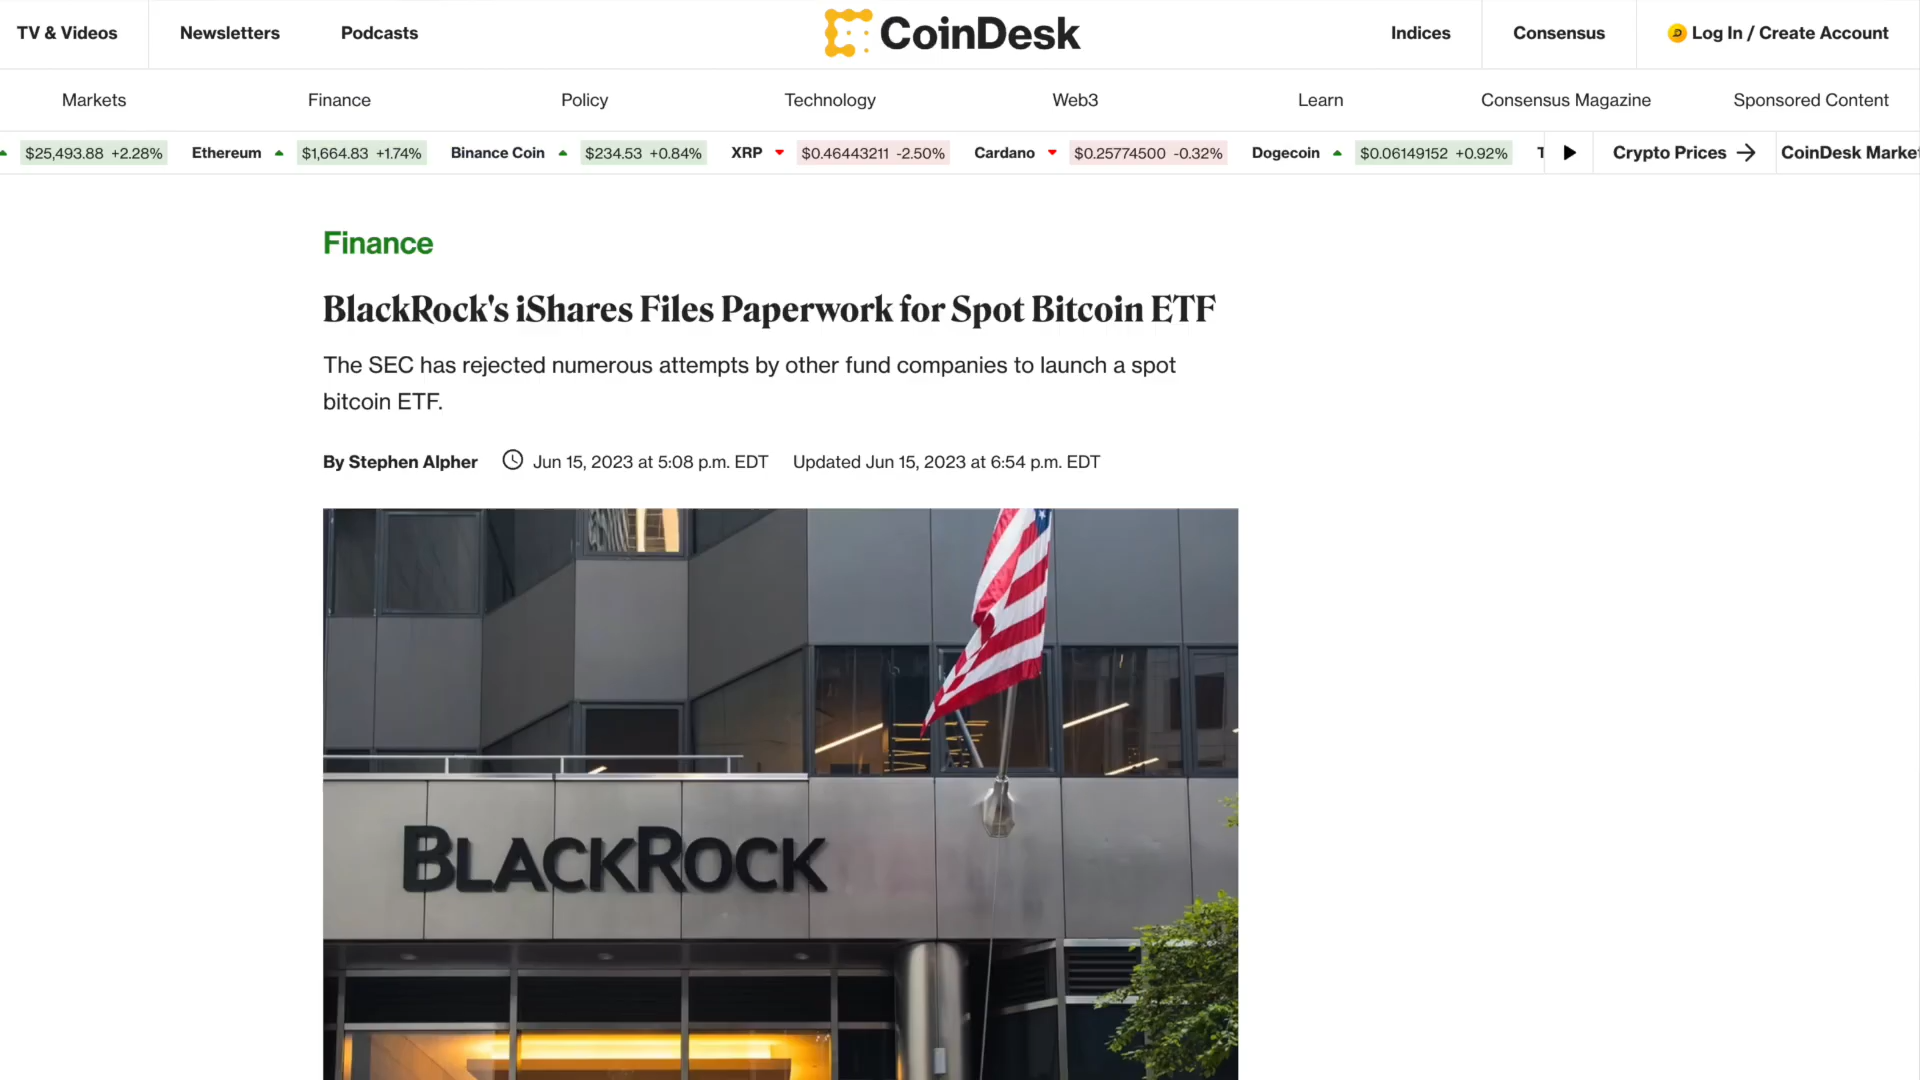 TV & Videos Newsletters Podcasts CoinDesk Indices Consensus Log In / Create Account
Markets Finance Policy Technology Web3 Learn Consensus Magazine Sponsored Content
$25,493.88 +2.28% Ethereum $1,664.83 +1.74% Binance Coin $234.53 +0.84% XRP $0.46443211 -2.50% Cardano $0.25774500 -0.32% Dogecoin $0.06149152 +0.92% Crypto Prices → CoinDesk Market
Finance
BlackRock's iShares Files Paperwork for Spot Bitcoin ETF
The SEC has rejected numerous attempts by other fund companies to launch a spot
bitcoin ETF.
By Stephen Alpher Jun 15, 2023 at 5:08 p.m. EDT Updated Jun 15, 2023 at 6:54 p.m. EDT
BLACKROCK